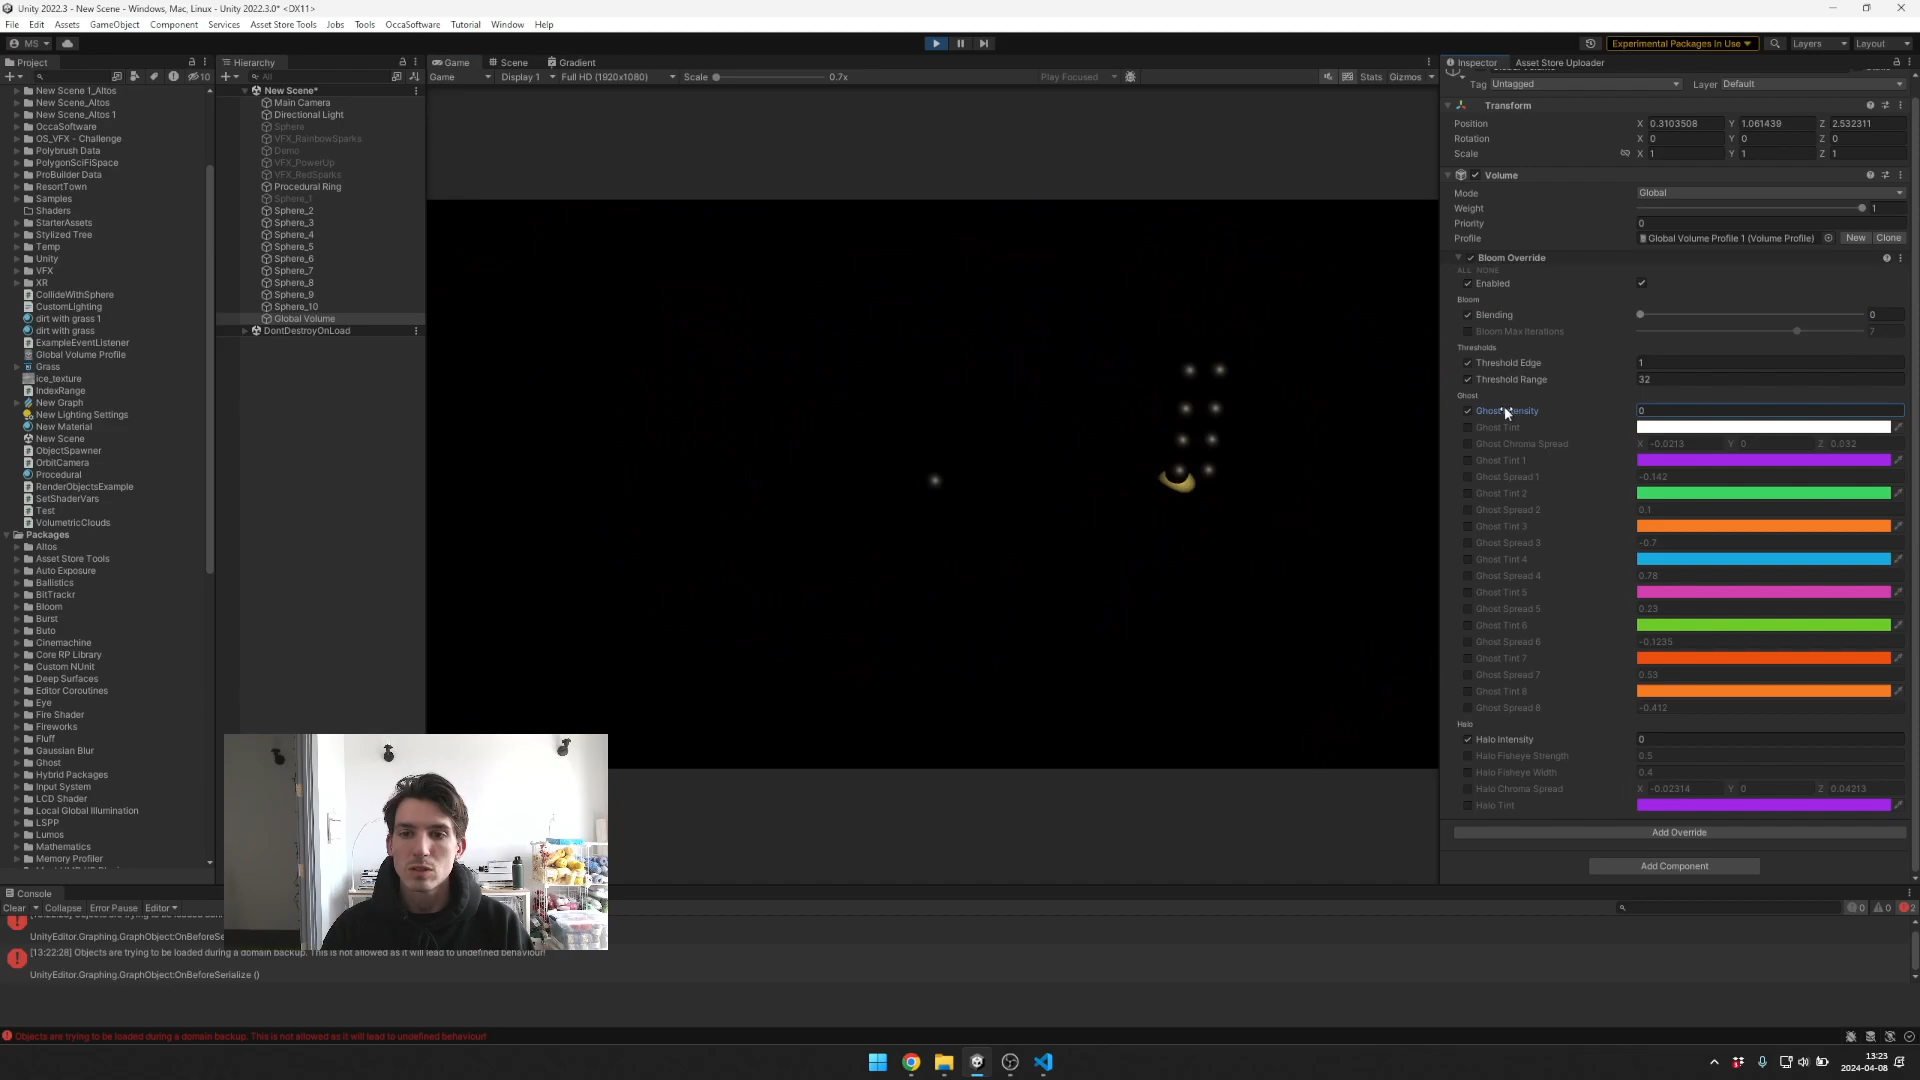 Unity 2022.3 - New Scene - Windows, Mac, Linux - Unity 2022.3.0* <DX11>
File Edit Assets GameObject Component Services Asset Store Tools Jobs Tools OccaSoftware Tutorial Window Help
MS Experimental Packages In Use Layers Layout
Project
10
New Scene 1_Altos
New Scene_Altos
New Scene_Altos 1
OccaSoftware
OS_VFX - Challenge
Polybrush Data
PolygonSciFiSpace
ProBuilder Data
ResortTown
Samples
Shaders
StarterAssets
Stylized Tree
Temp
Unity
VFX
XR
CollideWithSphere
CustomLighting
dirt with grass 1
dirt with grass
ExampleEventListener
Global Volume Profile
Grass
ice_texture
IndexRange
New Graph
New Lighting Settings
New Material
New Scene
ObjectSpawner
OrbitCamera
Procedural
RenderObjectsExample
SetShaderVars
Test
VolumetricClouds
Packages
Altos
Asset Store Tools
Auto Exposure
Ballistics
BitTrackr
Bloom
Burst
Buto
Cinemachine
Core RP Library
Custom NUnit
Deep Surfaces
Editor Coroutines
Eye
Fire Shader
Fireworks
Fluff
Gaussian Blur
Ghost
Hybrid Packages
Input System
LCD Shader
Local Global Illumination
LSPP
Lumos
Mathematics
Memory Profiler
Hierarchy
All
New Scene*
Main Camera
Directional Light
Sphere
VFX_RainbowSparks
Demo
VFX_PowerUp
VFX_RedSparks
Procedural Ring
Sphere_1
Sphere_2
Sphere_3
Sphere_4
Sphere_5
Sphere_6
Sphere_7
Sphere_8
Sphere_9
Sphere_10
Global Volume
DontDestroyOnLoad
Game Scene Gradient
Game Display 1 Full HD (1920x1080) Scale 0.7x Play Focused Stats Gizmos
Inspector Asset Store Uploader
Tag Untagged Layer Default
Transform
Position X 0.3103508 Y 1.061439 Z 2.532311
Rotation X 0 Y 0 Z 0
Scale X 1 Y 1 Z 1
Volume
Mode Global
Weight 1
Priority 0
Profile Global Volume Profile 1 (Volume Profile) New Clone
Bloom Override
ALL NONE
Enabled
Bloom
Blending 0
Bloom Max Iterations 7
Thresholds
Threshold Edge 1
Threshold Range 32
Ghost
Ghost Intensity 0
Ghost Tint
Ghost Chroma Spread X -0.0213 Y 0 Z 0.032
Ghost Tint 1
Ghost Spread 1 -0.142
Ghost Tint 2
Ghost Spread 2 0.1
Ghost Tint 3
Ghost Spread 3 -0.7
Ghost Tint 4
Ghost Spread 4 0.78
Ghost Tint 5
Ghost Spread 5 0.23
Ghost Tint 6
Ghost Spread 6 -0.1235
Ghost Tint 7
Ghost Spread 7 0.53
Ghost Tint 8
Ghost Spread 8 -0.412
Halo
Halo Intensity 0
Halo Fisheye Strength 0.5
Halo Fisheye Width 0.4
Halo Chroma Spread X -0.02314 Y 0 Z 0.04213
Halo Tint
Add Override
Add Component
Console
Clear Collapse Error Pause Editor 0 0 2
UnityEditor.Graphing.GraphObject:OnBeforeSe
[13:22:28] Objects are trying to be loaded during a domain backup. This is not allowed as it will lead to undefined behaviour!
UnityEditor.Graphing.GraphObject:OnBeforeSerialize ()
Objects are trying to be loaded during a domain backup. This is not allowed as it will lead to undefined behaviour!
13:23
2024-04-08